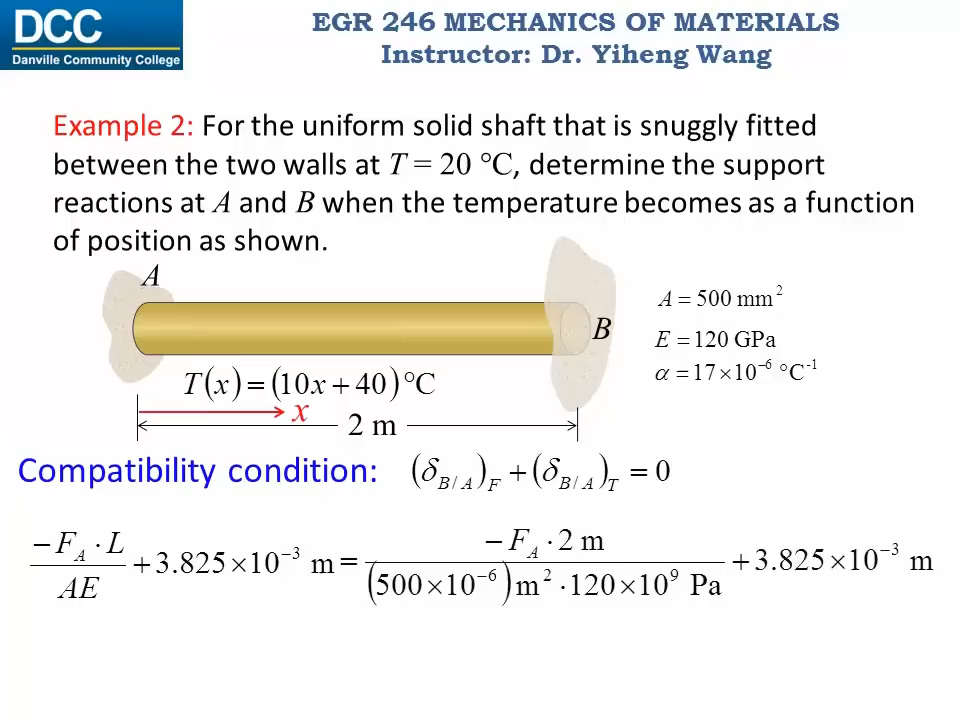 DCC
Danville Community College
EGR 246 MECHANICS OF MATERIALS
Instructor: Dr. Yiheng Wang
Example 2: For the uniform solid shaft that is snuggly fitted
between the two walls at T = 20 °C, determine the support
reactions at A and B when the temperature becomes as a function
of position as shown.
A
B
A = 500 mm²
E = 120 GPa
α = 17×10⁻⁶ °C⁻¹
T(x) = (10x + 40) °C
x
2 m
Compatibility condition: (δ_{B/A})_F + (δ_{B/A})_T = 0
(−F_A · L)/(AE) + 3.825×10⁻³ m = (−F_A · 2 m)/((500×10⁻⁶) m² · 120×10⁹ Pa) + 3.825×10⁻³ m